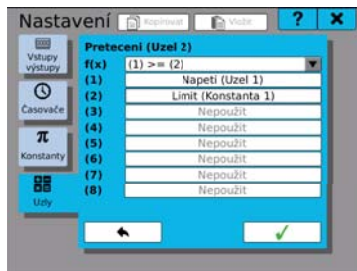 Nastavení Kopírovat Vložit ? ×
Vstupy výstupy
Časovače
π
Konstanty
Uzly
Preteceni (Uzel 2)
f(x) (1) >= (2)
(1) Napeti (Uzel 1)
(2) Limit (Konstanta 1)
(3) Nepoužit
(4) Nepoužit
(5) Nepoužit
(6) Nepoužit
(7) Nepoužit
(8) Nepoužit